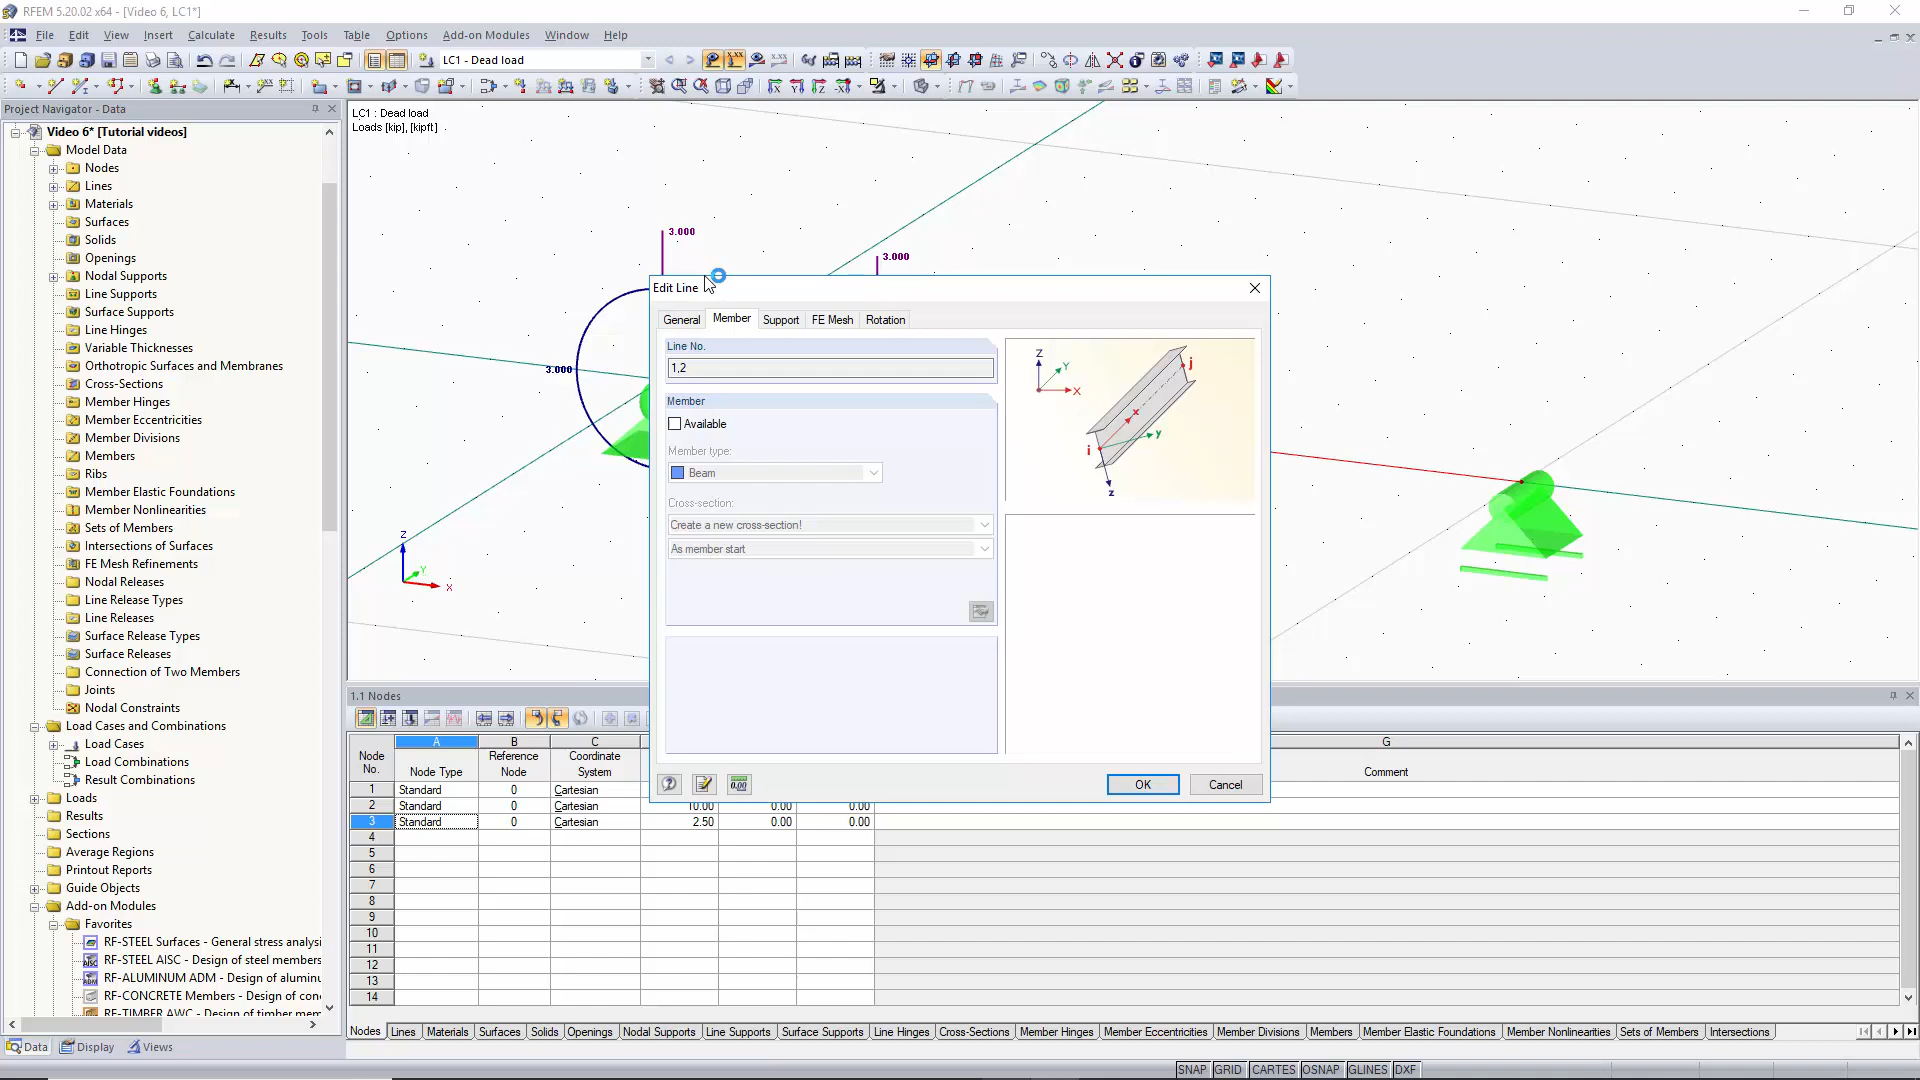 RFEM 5.20.02 x64 - [Video 6, LC1*]
File Edit View Insert Calculate Results Tools Table Options Add-on Modules Window Help
LC1 - Dead load
Project Navigator - Data
Video 6* [Tutorial videos]
Model Data
Nodes
Lines
Materials
Surfaces
Solids
Openings
Nodal Supports
Line Supports
Surface Supports
Line Hinges
Variable Thicknesses
Orthotropic Surfaces and Membranes
Cross-Sections
Member Hinges
Member Eccentricities
Member Divisions
Members
Ribs
Member Elastic Foundations
Member Nonlinearities
Sets of Members
Intersections of Surfaces
FE Mesh Refinements
Nodal Releases
Line Release Types
Line Releases
Surface Release Types
Surface Releases
Connection of Two Members
Joints
Nodal Constraints
Load Cases and Combinations
Load Cases
Load Combinations
Result Combinations
Loads
Results
Sections
Average Regions
Printout Reports
Guide Objects
Add-on Modules
Favorites
RF-STEEL Surfaces - General stress analysi
RF-STEEL AISC - Design of steel members
RF-ALUMINUM ADM - Design of aluminu
RF-CONCRETE Members - Design of con
RF-TIMBER AWC - Design of timber mem
Data Display Views
LC1 : Dead load
Loads [kip], [kipft]
3.000
3.000
3.000
Z
Y
X
Edit Line
General Member Support FE Mesh Rotation
Line No.
1,2
Member
Available
Member type:
Beam
Cross-section:
Create a new cross-section!
As member start
Z
Y
X
j
x
y
i
z
0.00
OK Cancel
1.1 Nodes
A B C G
Node No. Node Type Reference Node Coordinate System Comment
1 Standard 0 Cartesian
2 Standard 0 Cartesian 10.00 0.00 0.00
3 Standard 0 Cartesian 2.50 0.00 0.00
4
5
6
7
8
9
10
11
12
13
14
Nodes Lines Materials Surfaces Solids Openings Nodal Supports Line Supports Surface Supports Line Hinges Cross-Sections Member Hinges Member Eccentricities Member Divisions Members Member Elastic Foundations Member Nonlinearities Sets of Members Intersections
SNAP GRID CARTES OSNAP GLINES DXF